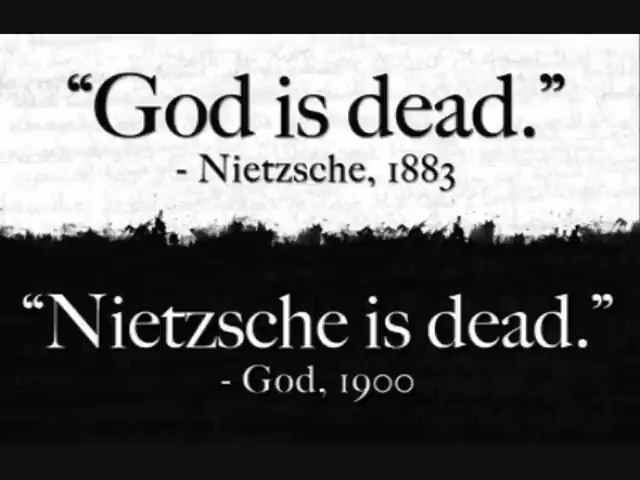 “God is dead.”
- Nietzsche, 1883
“Nietzsche is dead.”
- God, 1900